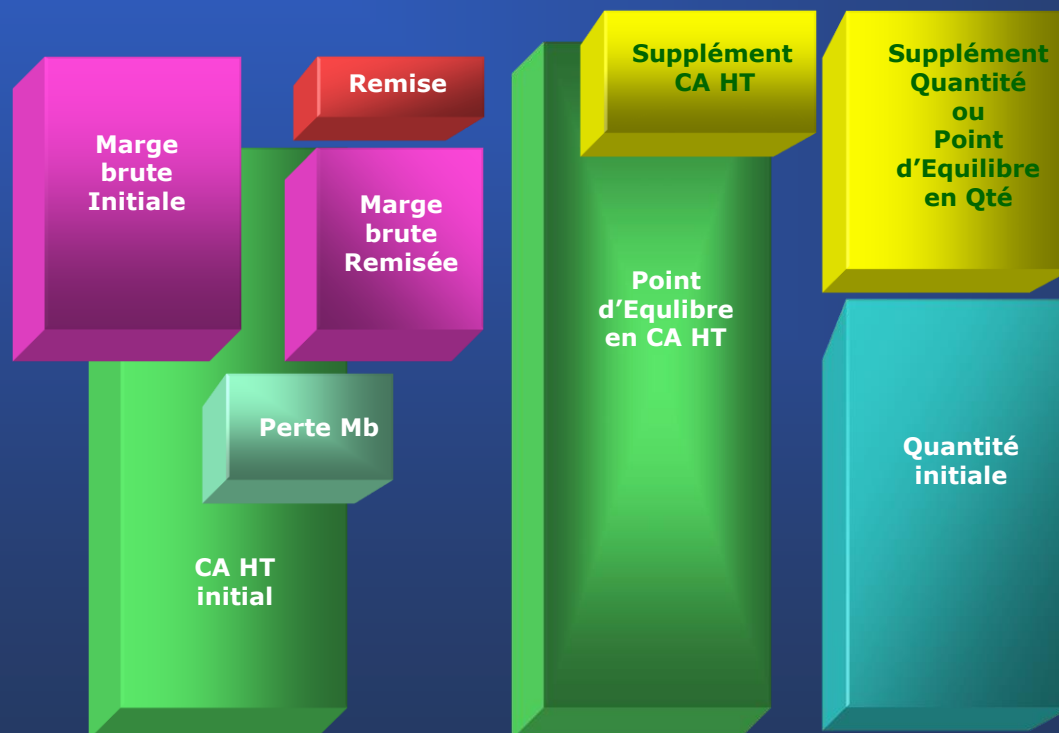 Marge
brute
Initiale
Remise
Marge
brute
Remisée
Perte Mb
CA HT
initial
Supplément
CA HT
Point
d’Equlibre
en CA HT
Supplément
Quantité
ou
Point
d’Equilibre
en Qté
Quantité
initiale